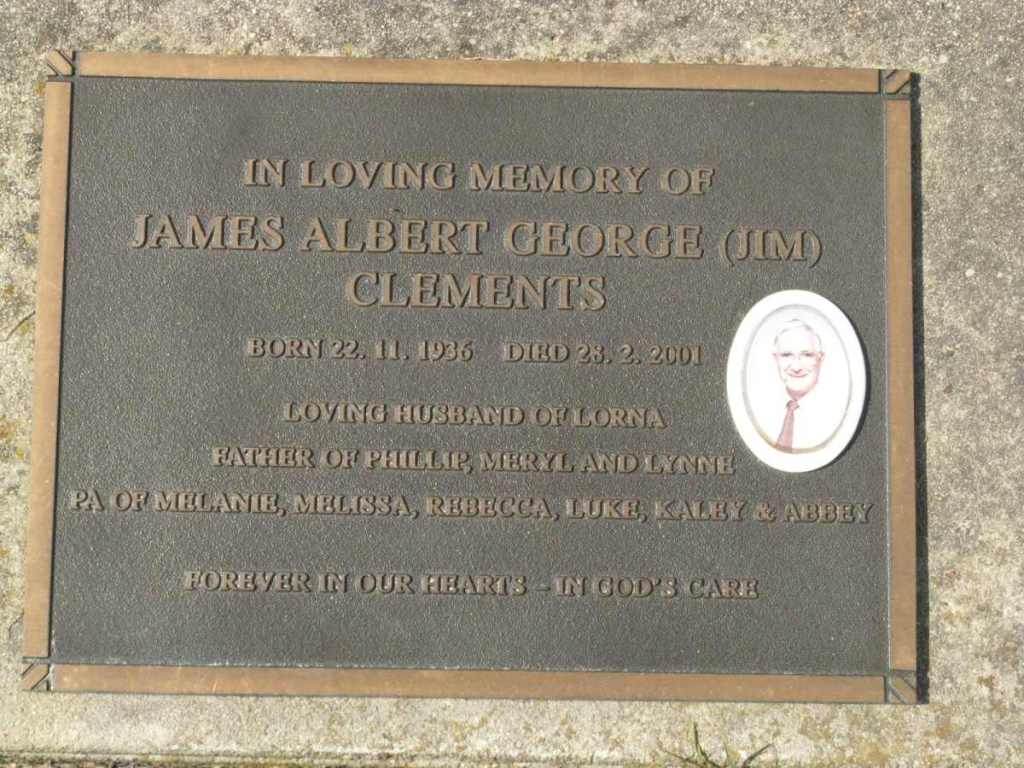 IN LOVING MEMORY OF
JAMES ALBERT GEORGE (JIM)
CLEMENTS
BORN 22. 11. 1936 DIED 28. 2. 2001
LOVING HUSBAND OF LORNA
FATHER OF PHILLIP, MERYL AND LYNNE
PA OF MELANIE, MELISSA, REBECCA, LUKE, KALEY & ABBEY
FOREVER IN OUR HEARTS – IN GOD'S CARE